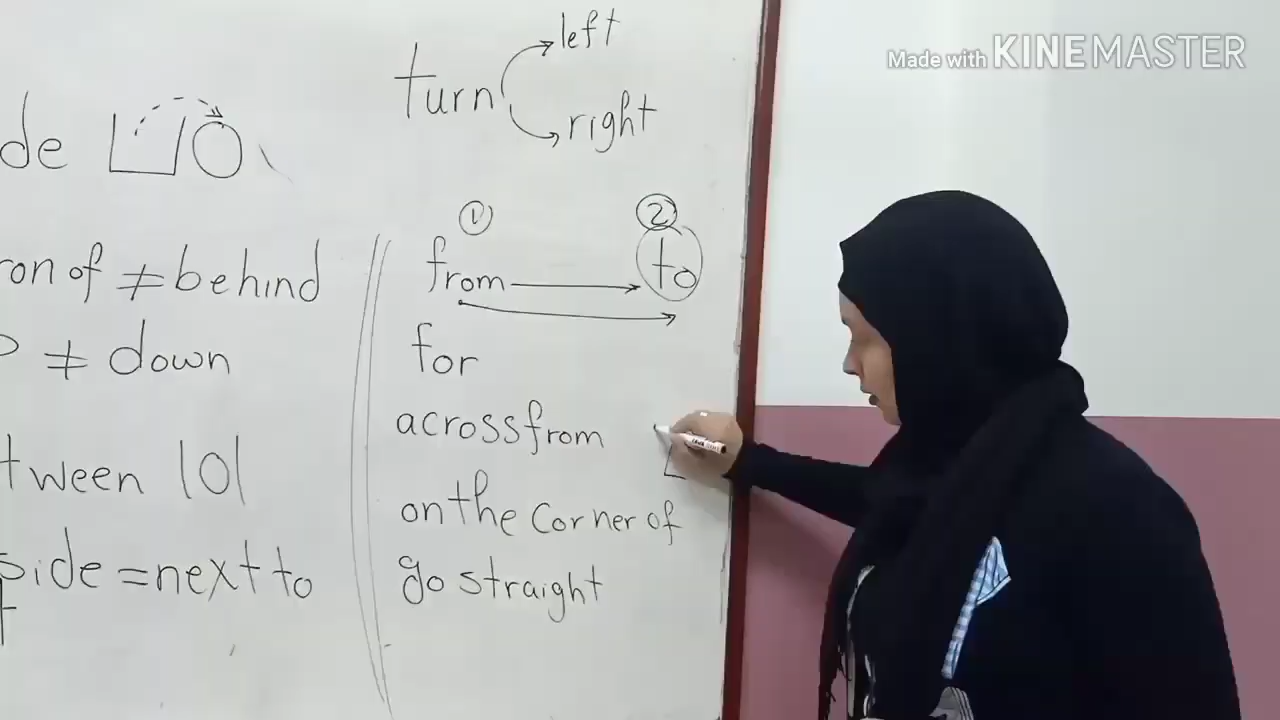 Made with KINEMASTER
turn left
right
de
ron of ≠ behind
≠ down
tween |o|
side = next to
1 2
from to
for
across from
on the corner of
go straight